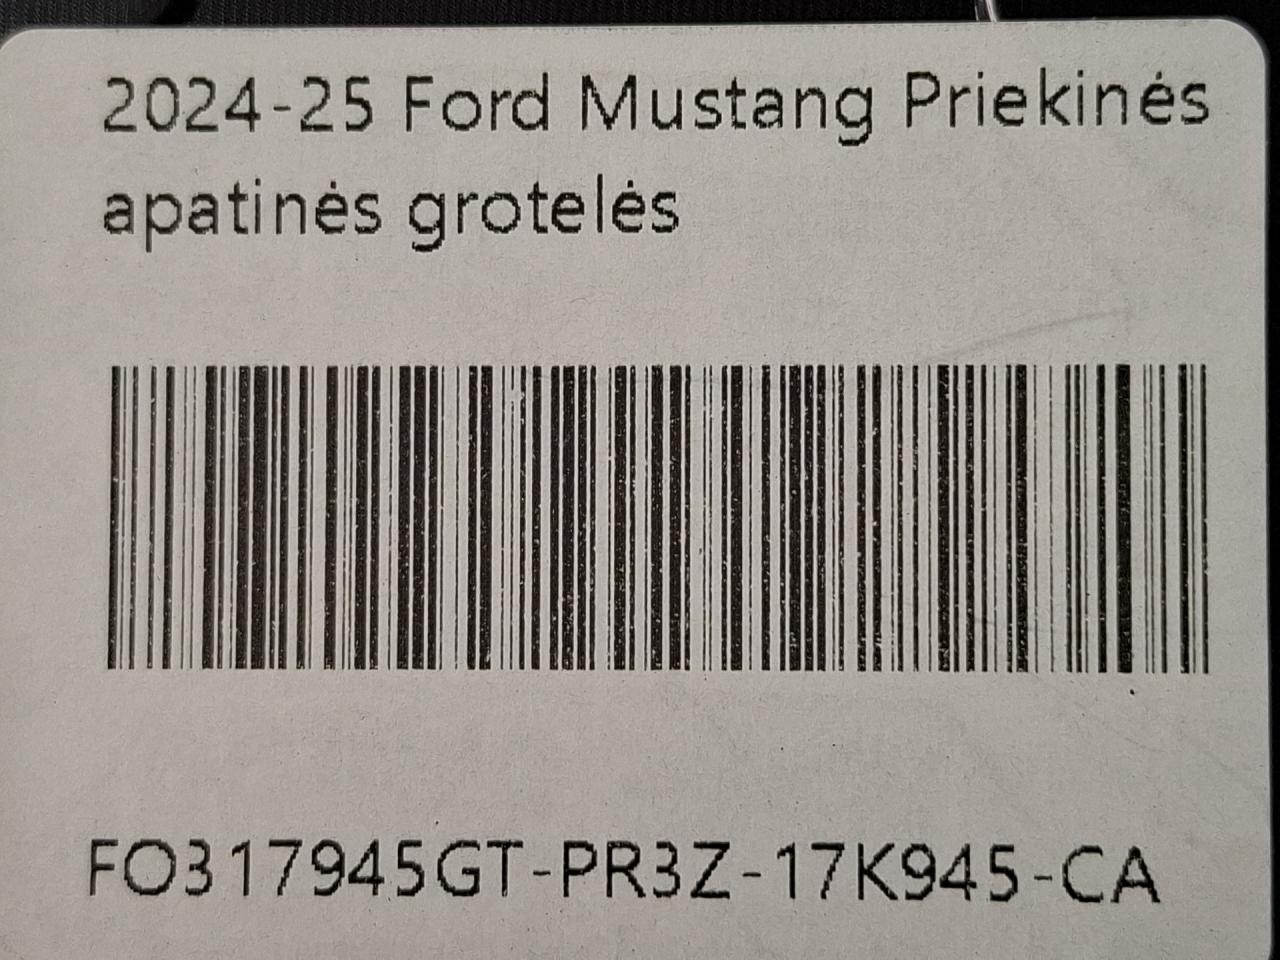 2024-25 Ford Mustang Priekinės
apatinės grotelės
FO317945GT-PR3Z-17K945-CA